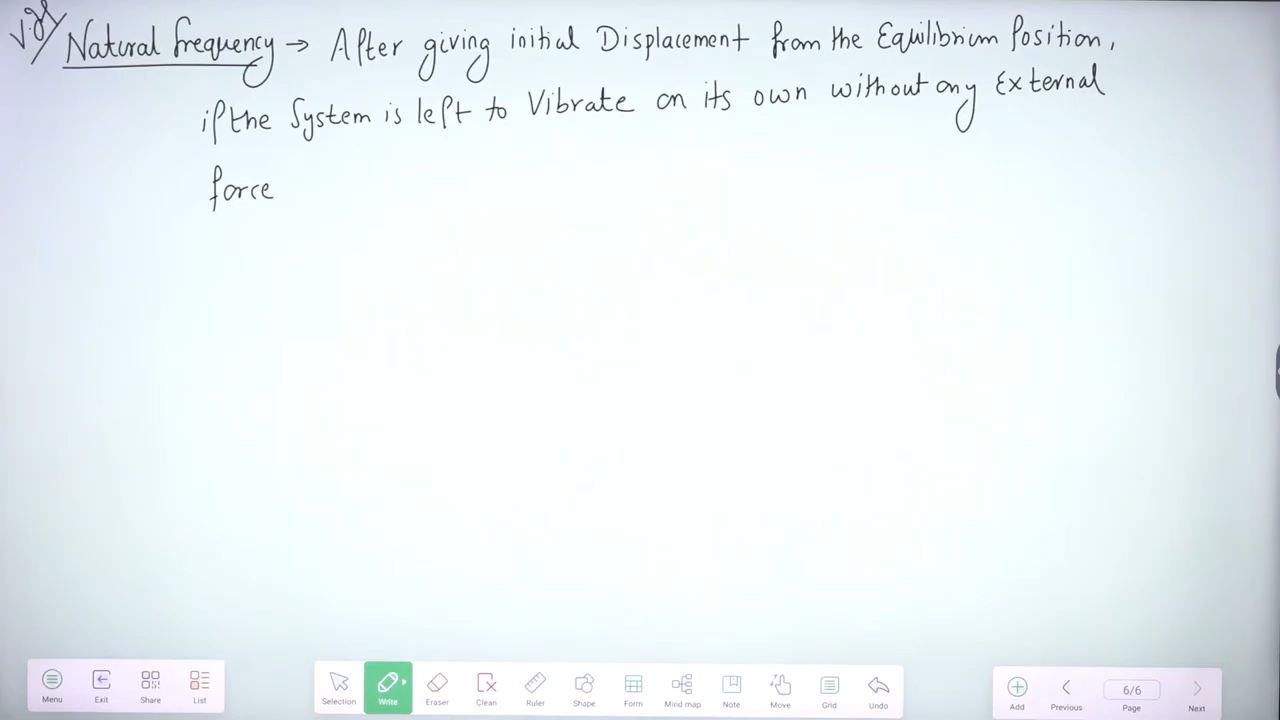 Natural frequency → After giving initial Displacement from the Equilibrium Position,
if the System is left to Vibrate on its own without any External
force
Menu Exit Share List Selection Write Eraser Clean Ruler Shape Form Mind map Note Move Grid Undo Add Previous 6/6 Page Next